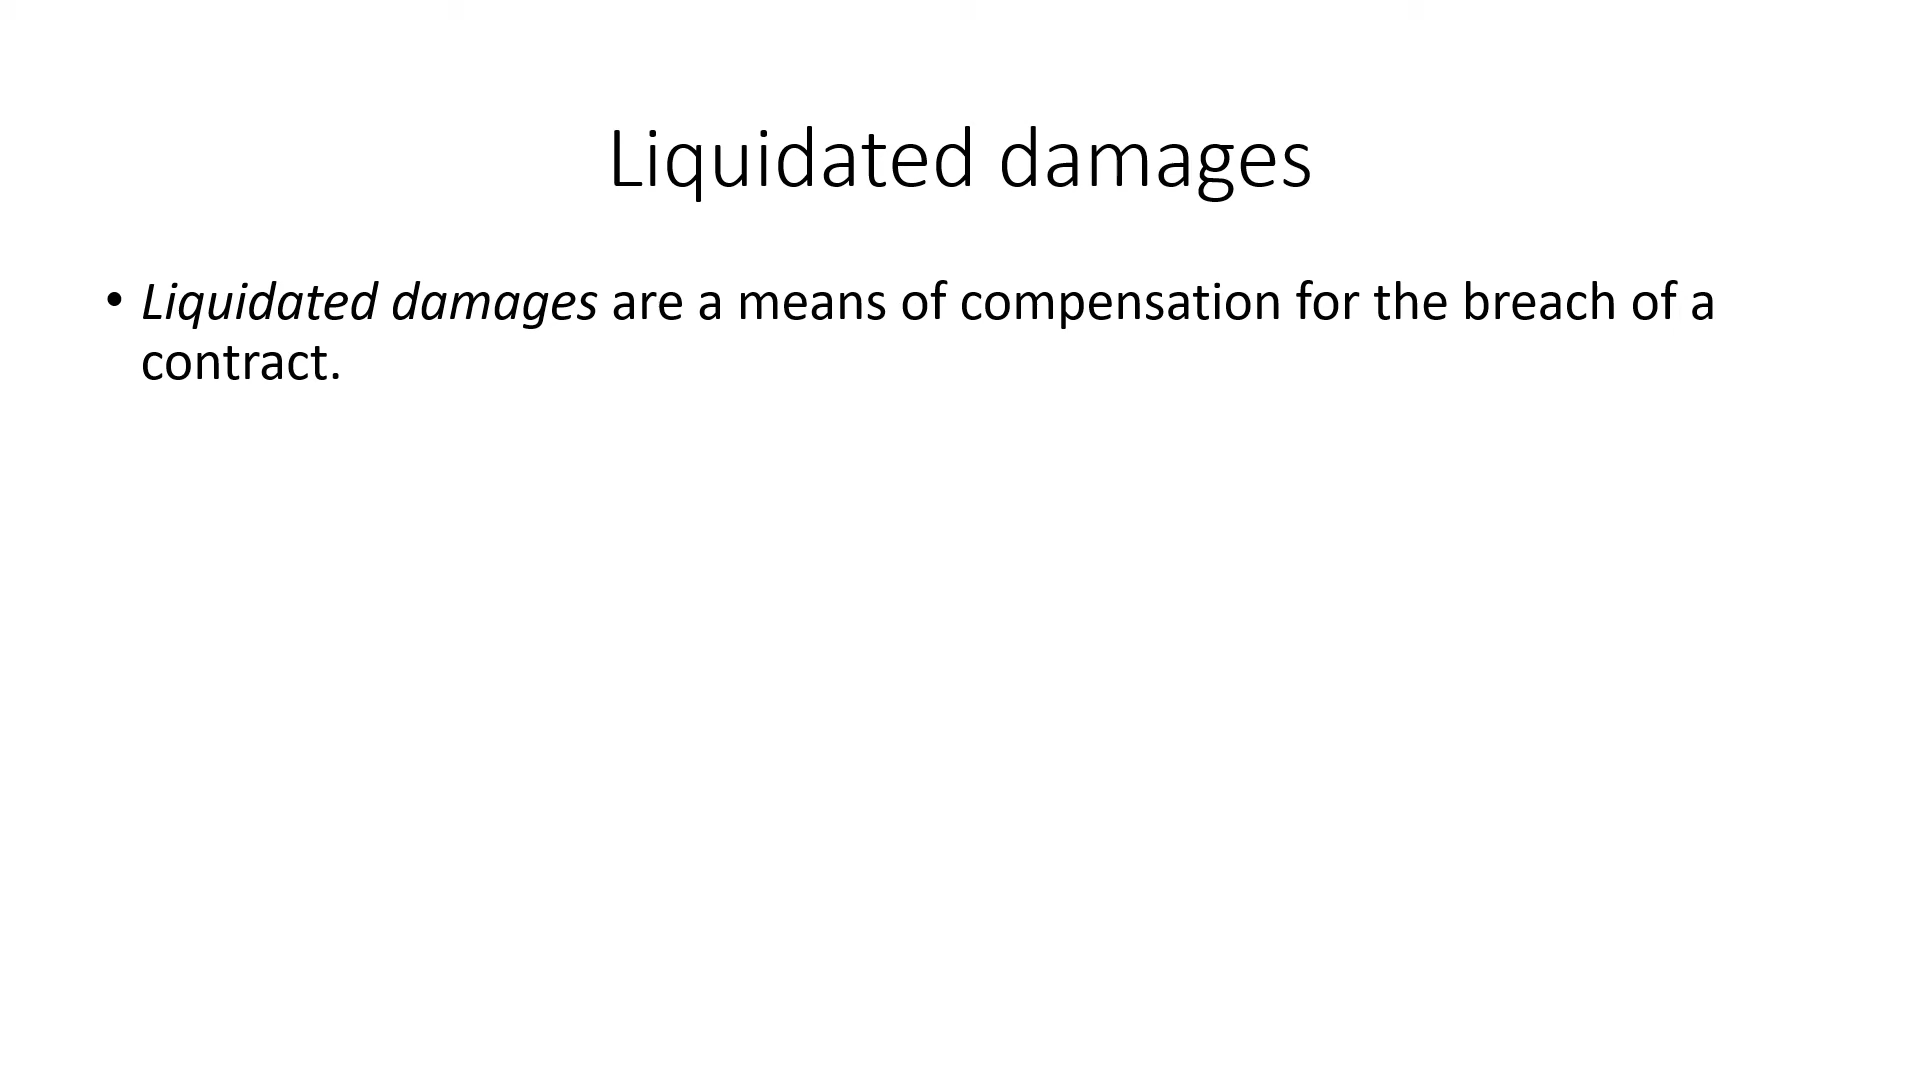 Liquidated damages
• Liquidated damages are a means of compensation for the breach of a
contract.